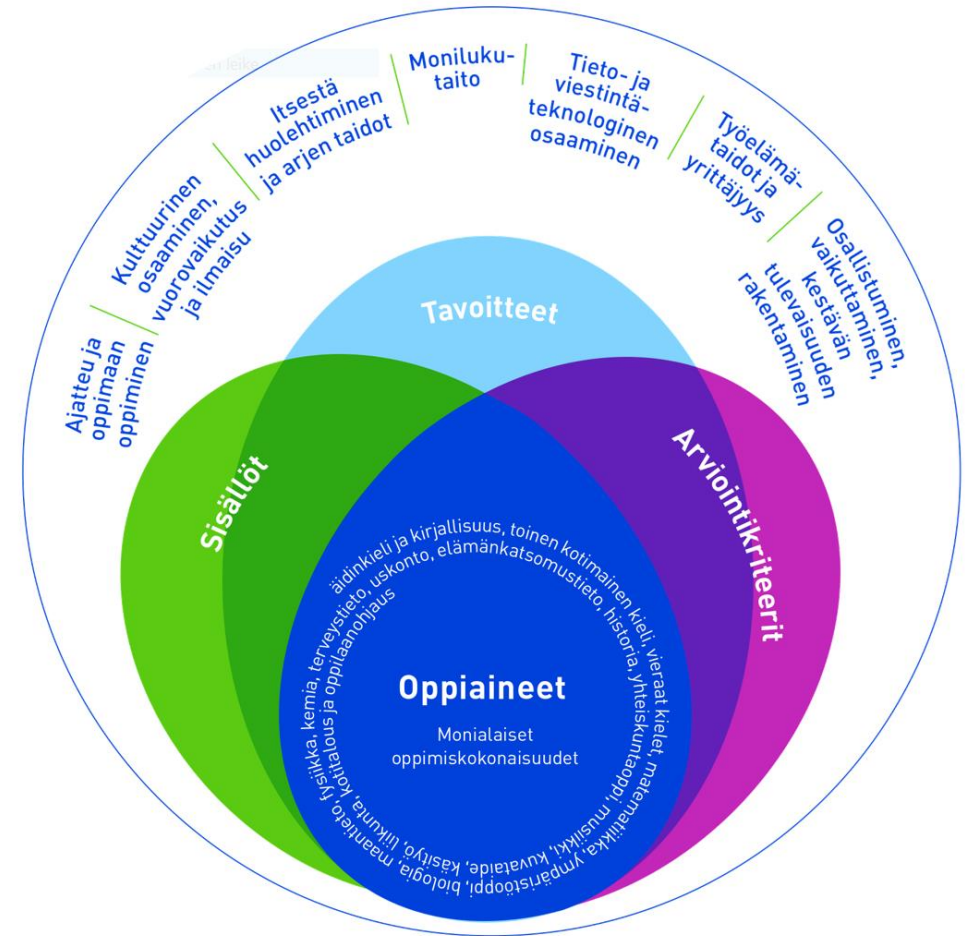 Ajatteu ja
oppimaan
oppiminen
Kulttuurinen
osaaminen,
vuorovaikutus
ja ilmaisu
Itsestä
huolehtiminen
ja arjen taidot
Moniluku-
taito
Tieto- ja
viestintä-
teknologinen
osaaminen
Työelämä-
taidot ja
yrittäjyys
Osallistuminen,
vaikuttaminen,
kestävän
tulevaisuuden
rakentaminen
Tavoitteet
Sisällöt
Arviointikriteerit
äidinkieli ja kirjallisuus, toinen kotimainen kieli, vieraat kielet, matematiikka, ympäristöoppi, biologia, maantieto, fysiikka, kemia, terveystieto, uskonto, elämänkatsomustieto, historia, yhteiskuntaoppi, musiikki, kuvataide, käsityö, liikunta, kotitalous ja oppilaanohjaus
Oppiaineet
Monialaiset
oppimiskokonaisuudet